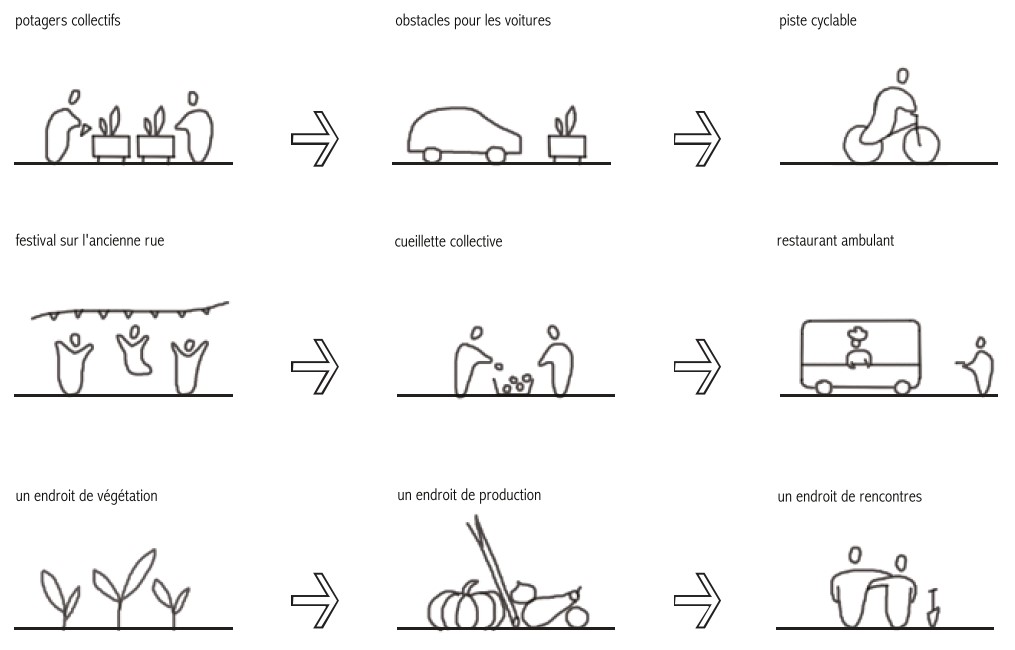 potagers collectifs
obstacles pour les voitures
piste cyclable
festival sur l'ancienne rue
cueillette collective
restaurant ambulant
un endroit de végétation
un endroit de production
un endroit de rencontres